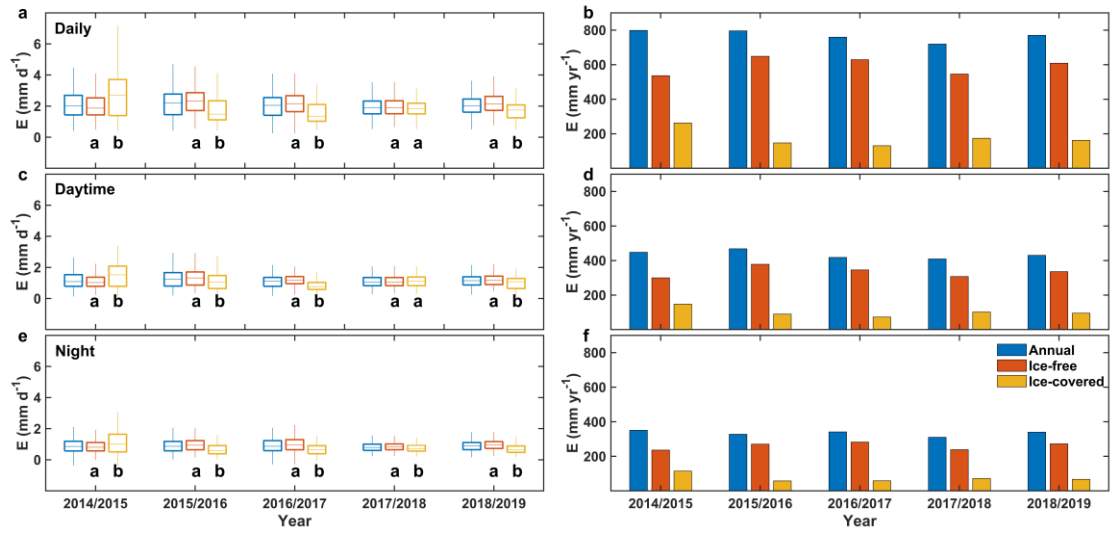 a
Daily
E (mm d⁻¹)
6
4
2
0
a b a b a b a a a b
b
E (mm yr⁻¹)
800
600
400
200
c
Daytime
E (mm d⁻¹)
6
4
2
0
a b a b a b a a a b
d
E (mm yr⁻¹)
800
600
400
200
e
Night
E (mm d⁻¹)
6
4
2
0
a b a b a b a b a b
2014/2015 2015/2016 2016/2017 2017/2018 2018/2019
Year
f
Annual
Ice-free
Ice-covered
E (mm yr⁻¹)
800
600
400
200
2014/2015 2015/2016 2016/2017 2017/2018 2018/2019
Year